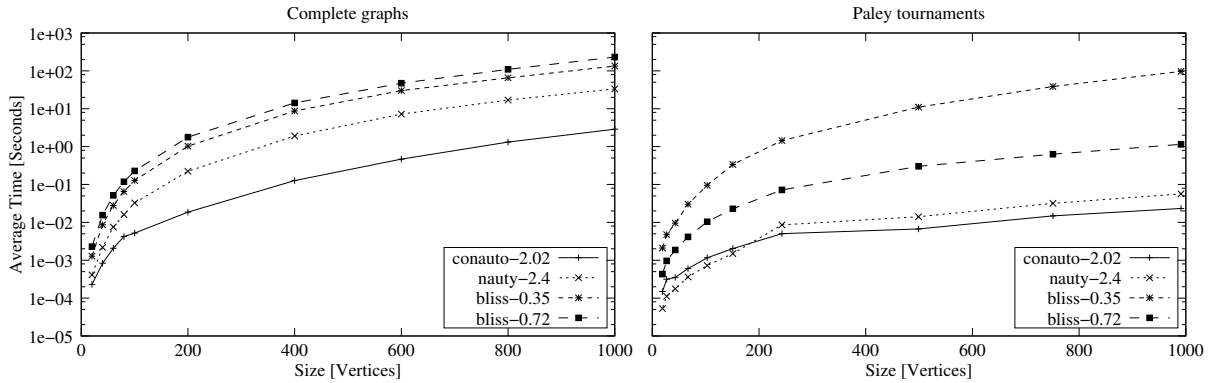 Complete graphs
Paley tournaments
Average Time [Seconds]
1e+03
1e+02
1e+01
1e+00
1e−01
1e−02
1e−03
1e−04
1e−05
conauto−2.02
nauty−2.4
bliss−0.35
bliss−0.72
0 200 400 600 800 1000
Size [Vertices]
conauto−2.02
nauty−2.4
bliss−0.35
bliss−0.72
0 200 400 600 800 1000
Size [Vertices]